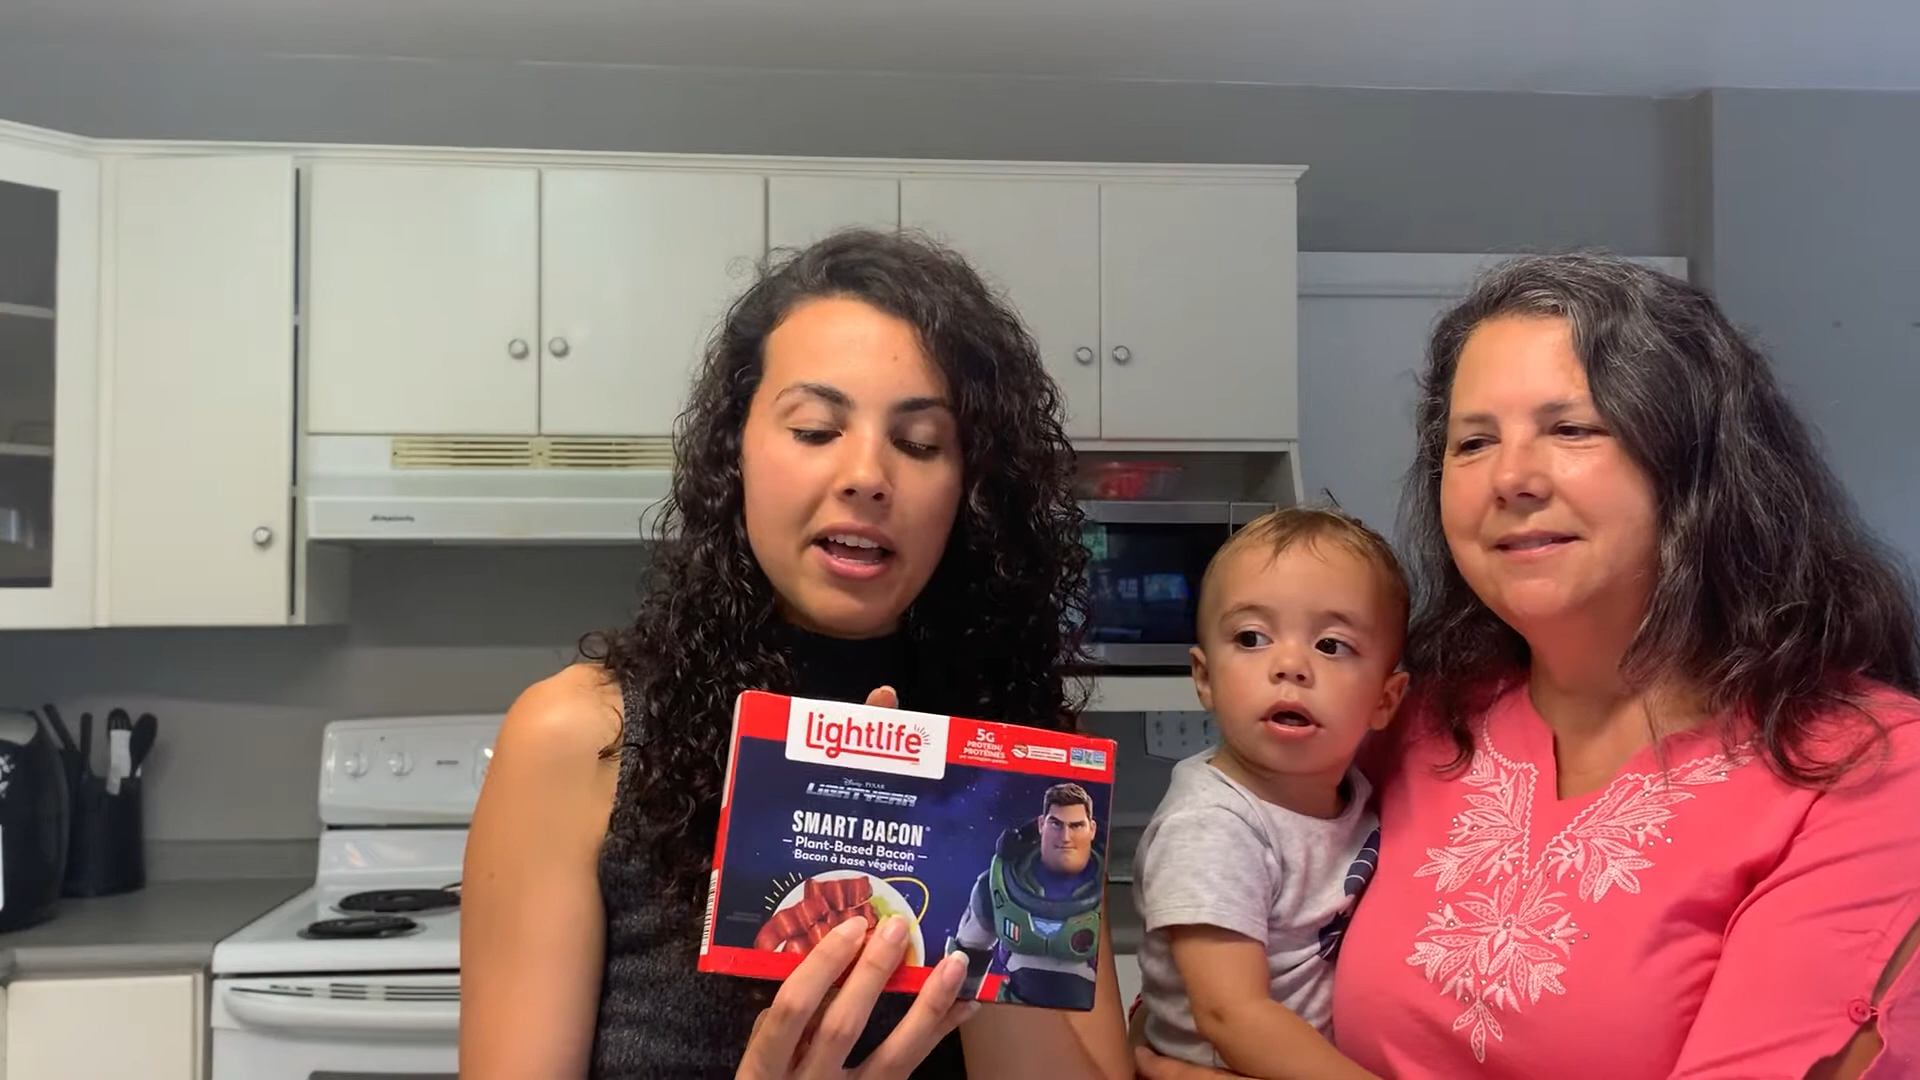 Lightlife
5G
PROTEIN/
PROTÉINES
Disney PIXAR
LIGHTYEAR
SMART BACON®
Plant-Based Bacon
Bacon à base végétale